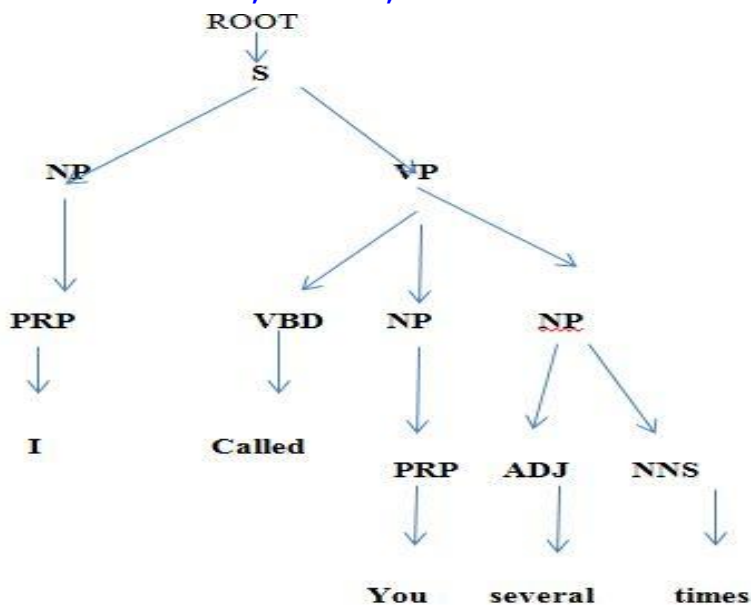 ROOT
S
NP VP
PRP VBD NP NP
I Called
PRP ADJ NNS
You several times